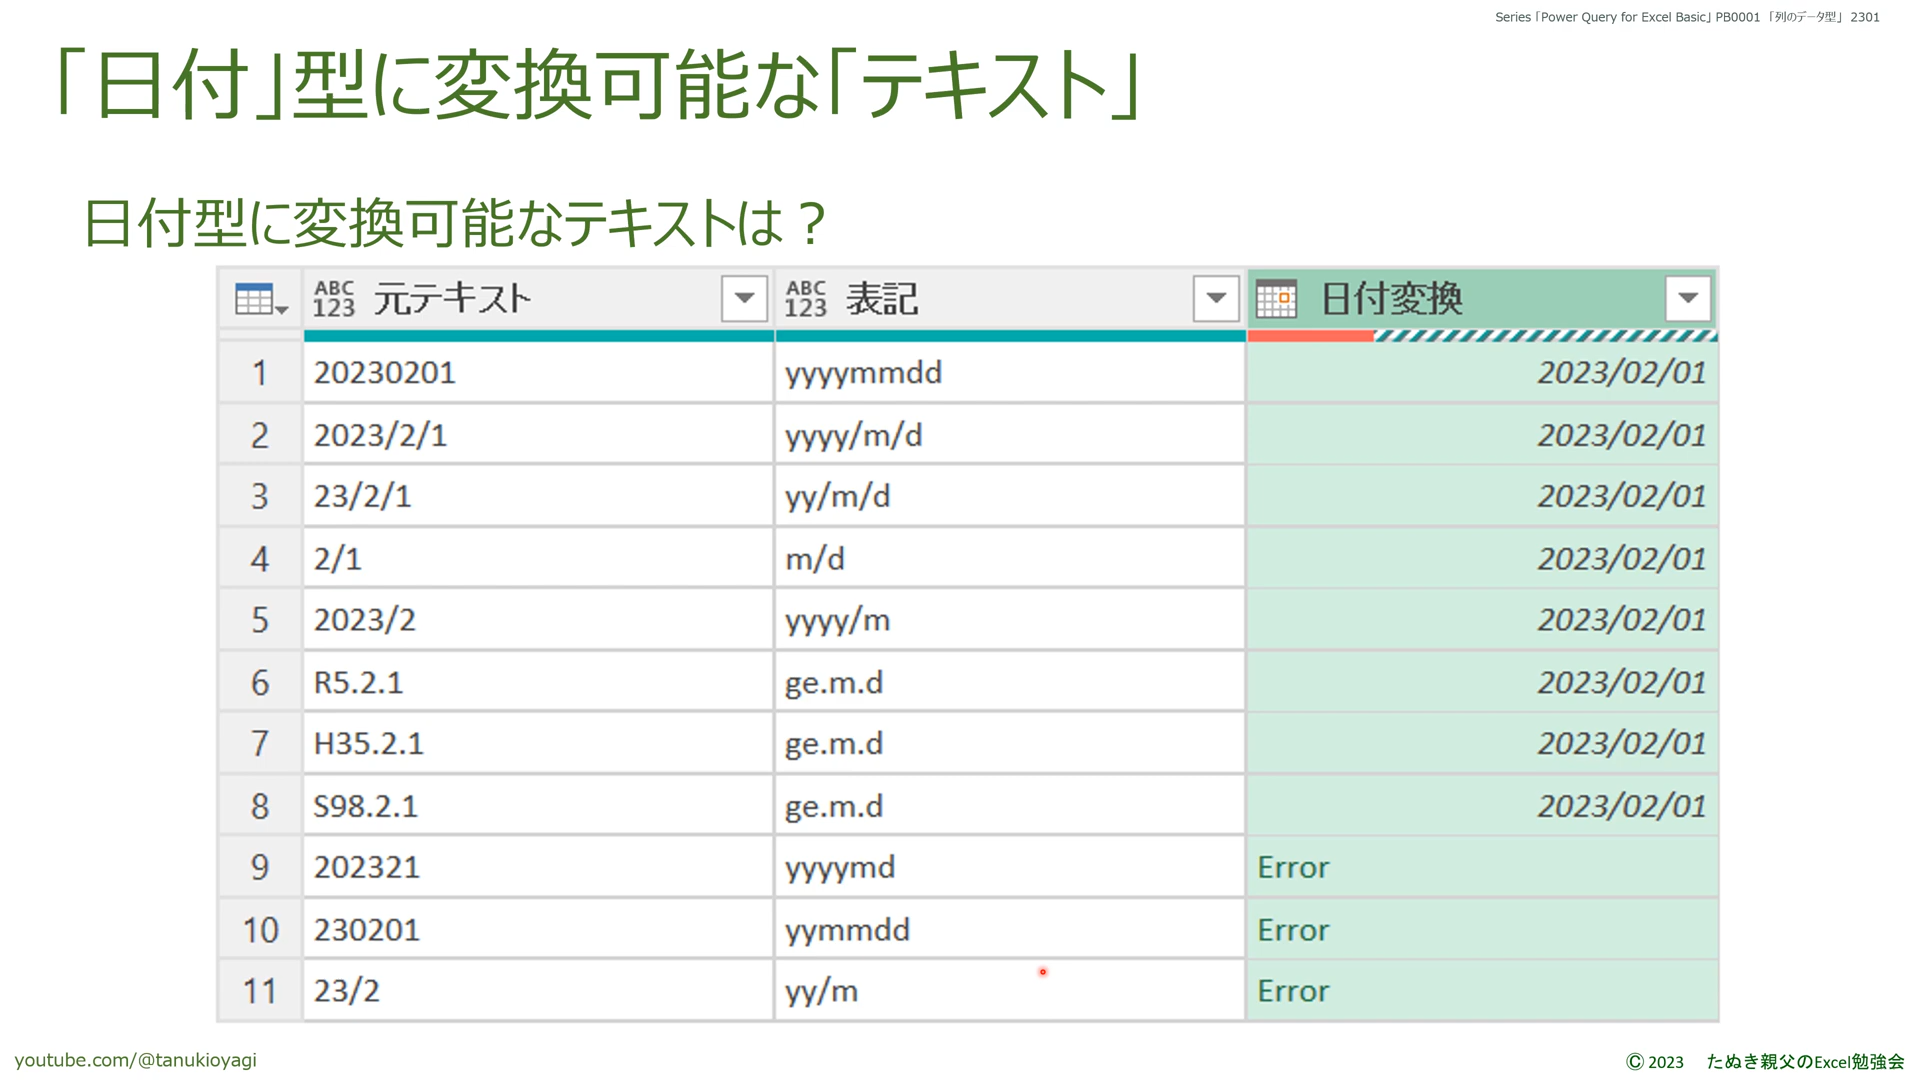 Series「Power Query for Excel Basic」PB0001 「列のデータ型」 2301
「日付」型に変換可能な「テキスト」
日付型に変換可能なテキストは？
ABC 123 元テキスト ABC 123 表記 日付変換
1 20230201 yyyymmdd 2023/02/01
2 2023/2/1 yyyy/m/d 2023/02/01
3 23/2/1 yy/m/d 2023/02/01
4 2/1 m/d 2023/02/01
5 2023/2 yyyy/m 2023/02/01
6 R5.2.1 ge.m.d 2023/02/01
7 H35.2.1 ge.m.d 2023/02/01
8 S98.2.1 ge.m.d 2023/02/01
9 202321 yyyymd Error
10 230201 yymmdd Error
11 23/2 yy/m Error
youtube.com/@tanukioyagi
© 2023 たぬき親父のExcel勉強会